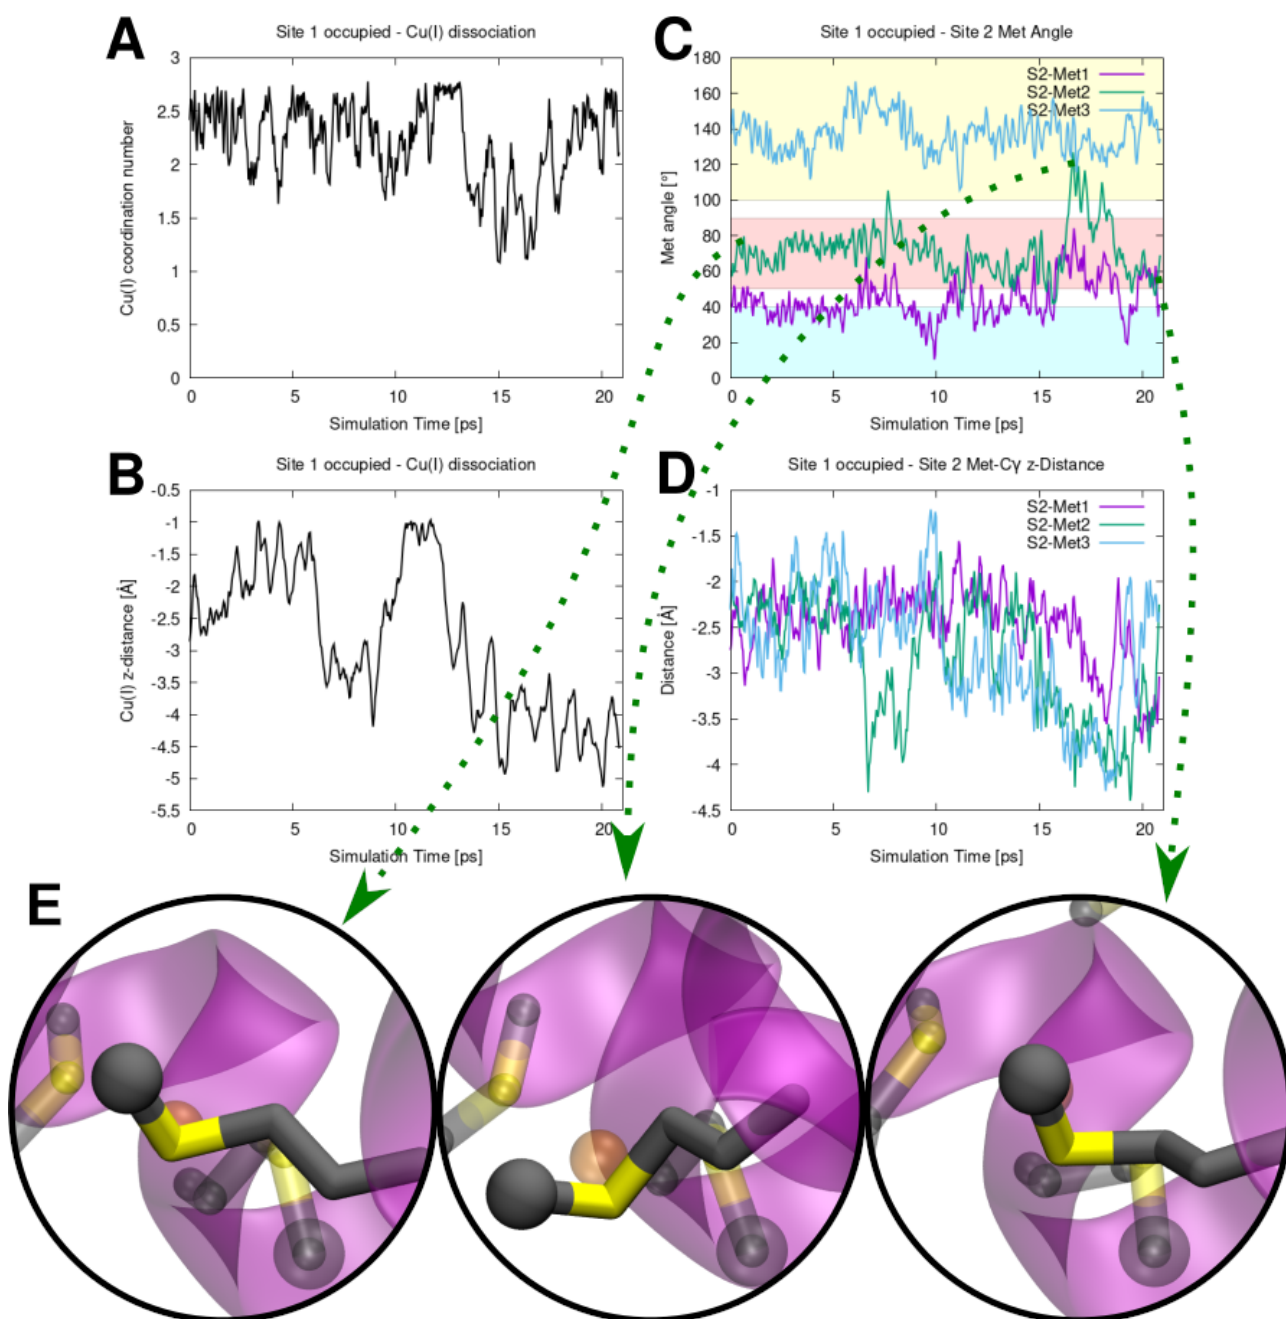 A
Site 1 occupied - Cu(I) dissociation
3
2.5
2
1.5
1
0.5
0
Cu(I) coordination number
0 5 10 15 20
Simulation Time [ps]
C
Site 1 occupied - Site 2 Met Angle
180
160
140
120
100
80
60
40
20
0
Met angle [°]
S2-Met1
S2-Met2
S2-Met3
0 5 10 15 20
Simulation Time [ps]
B
Site 1 occupied - Cu(I) dissociation
-0.5
-1
-1.5
-2
-2.5
-3
-3.5
-4
-4.5
-5
-5.5
Cu(I) z-distance [Å]
0 5 10 15 20
Simulation Time [ps]
D
Site 1 occupied - Site 2 Met-Cγ z-Distance
-1
-1.5
-2
-2.5
-3
-3.5
-4
-4.5
Distance [Å]
S2-Met1
S2-Met2
S2-Met3
0 5 10 15 20
Simulation Time [ps]
E